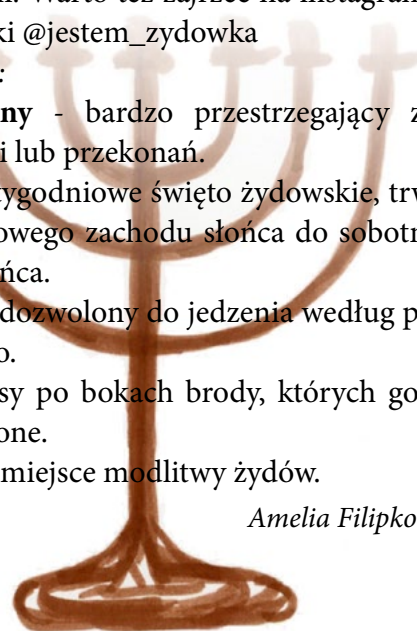 ki @jestem_zydowka
:
ny - bardzo przestrzegający z
i lub przekonań.
tygodniowe święto żydowskie, trw
owego zachodu słońca do sobotn
ńca.
dozwolony do jedzenia według p
o.
sy po bokach brody, których go
one.
miejsce modlitwy żydów.
Amelia Filipko